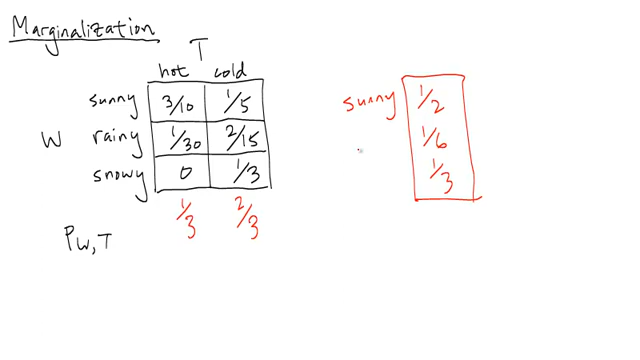 Marginalization
T
hot cold
sunny 3/10 1/5 sunny 1/2
W rainy 1/30 2/15 1/6
snowy 0 1/3 1/3
1/3 2/3
P_{W,T}